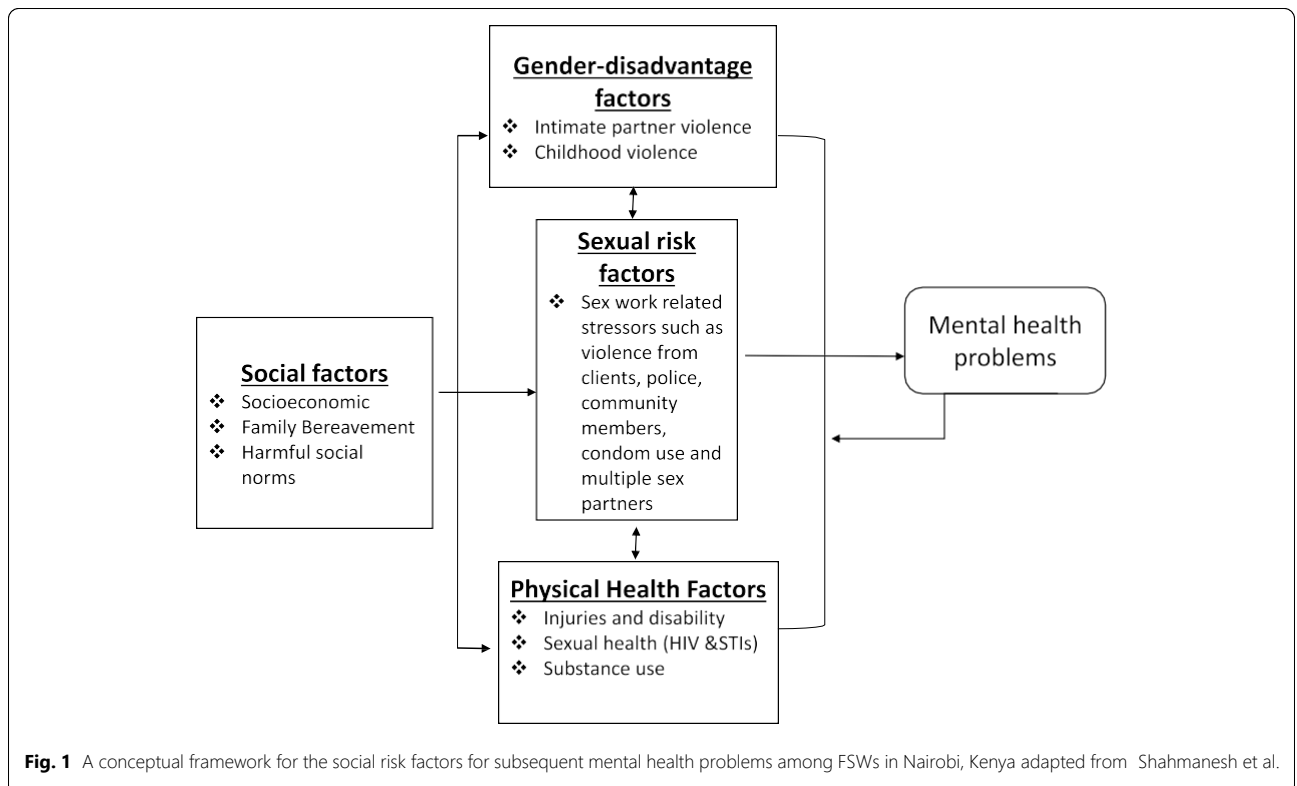 Gender-disadvantage
factors
❖ Intimate partner violence
❖ Childhood violence
Sexual risk
factors
❖ Sex work related
stressors such as
violence from
clients, police,
community
members,
condom use and
multiple sex
partners
Social factors
❖ Socioeconomic
❖ Family Bereavement
❖ Harmful social
norms
Mental health
problems
Physical Health Factors
❖ Injuries and disability
❖ Sexual health (HIV &STIs)
❖ Substance use
Fig. 1 A conceptual framework for the social risk factors for subsequent mental health problems among FSWs in Nairobi, Kenya adapted from Shahmanesh et al.